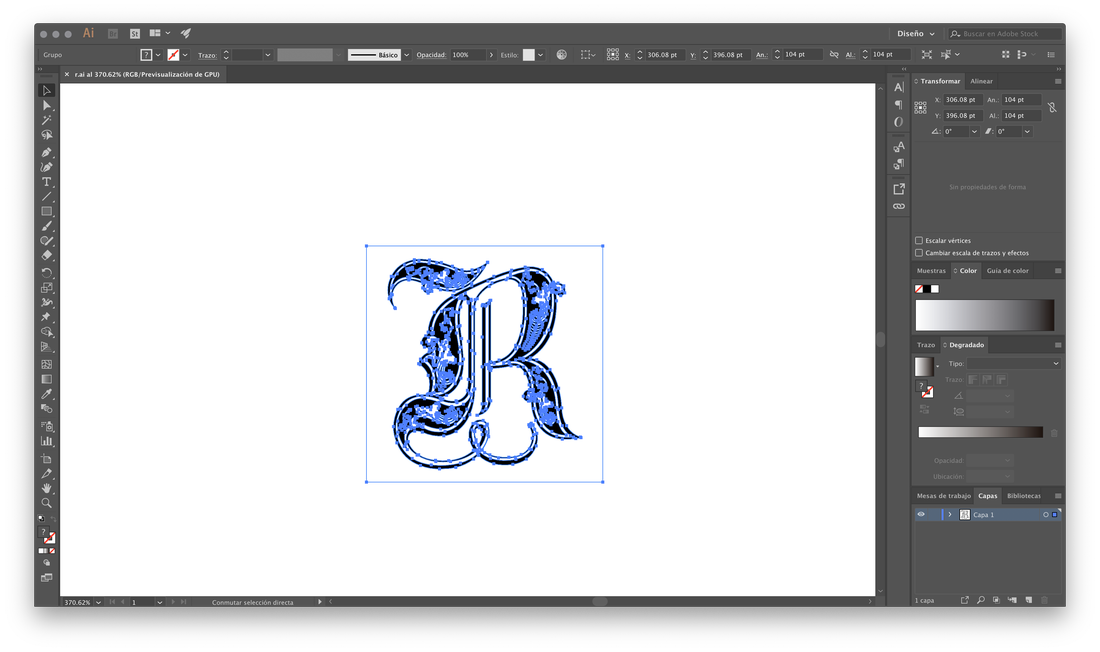 Ai Br St Diseño Buscar en Adobe Stock
Grupo ? Trazo: Básico Opacidad: 100% Estilo: X: 306.08 pt Y: 396.08 pt An.: 104 pt Al.: 104 pt
× r.ai al 370.62% (RGB/Previsualización de GPU)
Transformar Alinear
X: 306.08 pt An.: 104 pt
Y: 396.08 pt Al.: 104 pt
0° 0°
Sin propiedades de forma
Escalar vértices
Cambiar escala de trazos y efectos
Muestras Color Guía de color
R
Trazo Degradado
Tipo:
Trazo:
Opacidad:
Ubicación:
Mesas de trabajo Capas Bibliotecas
Capa 1
370.62% 1 Conmutar selección directa
1 capa